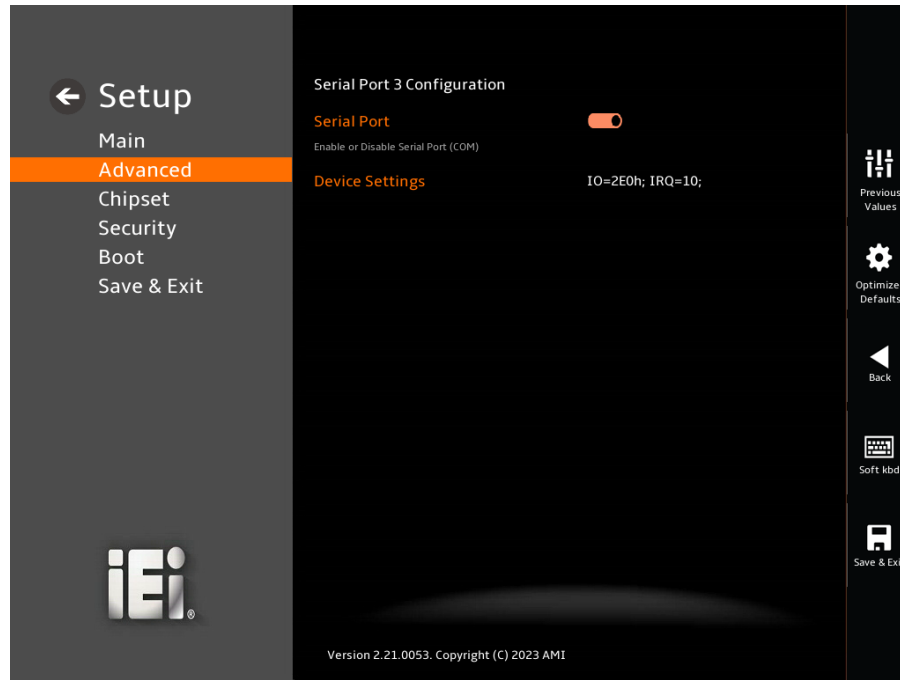 Setup
Main
Advanced
Chipset
Security
Boot
Save & Exit
iEi®
Serial Port 3 Configuration
Serial Port
Enable or Disable Serial Port (COM)
Device Settings IO=2E0h; IRQ=10;
Previous
Values
Optimize
Defaults
Back
Soft kbd
Save & Exi
Version 2.21.0053. Copyright (C) 2023 AMI